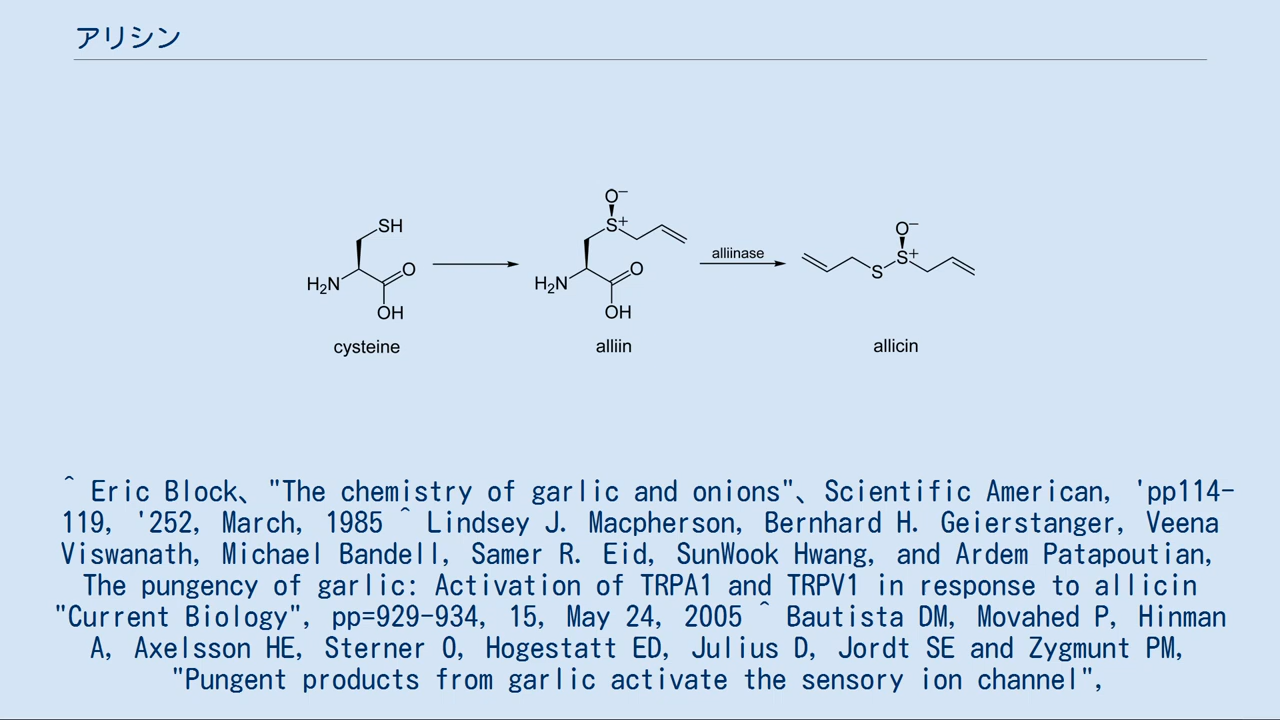 アリシン
SH
H₂N
O
OH
cysteine
O−
S+
H₂N
O
OH
alliin
alliinase
O−
S+
S
allicin
^ Eric Block、"The chemistry of garlic and onions"、Scientific American, 'pp114-
119, '252, March, 1985 ^ Lindsey J. Macpherson, Bernhard H. Geierstanger, Veena
Viswanath, Michael Bandell, Samer R. Eid, SunWook Hwang, and Ardem Patapoutian,
The pungency of garlic: Activation of TRPA1 and TRPV1 in response to allicin
"Current Biology", pp=929-934, 15, May 24, 2005 ^ Bautista DM, Movahed P, Hinman
A, Axelsson HE, Sterner O, Hogestatt ED, Julius D, Jordt SE and Zygmunt PM,
"Pungent products from garlic activate the sensory ion channel",